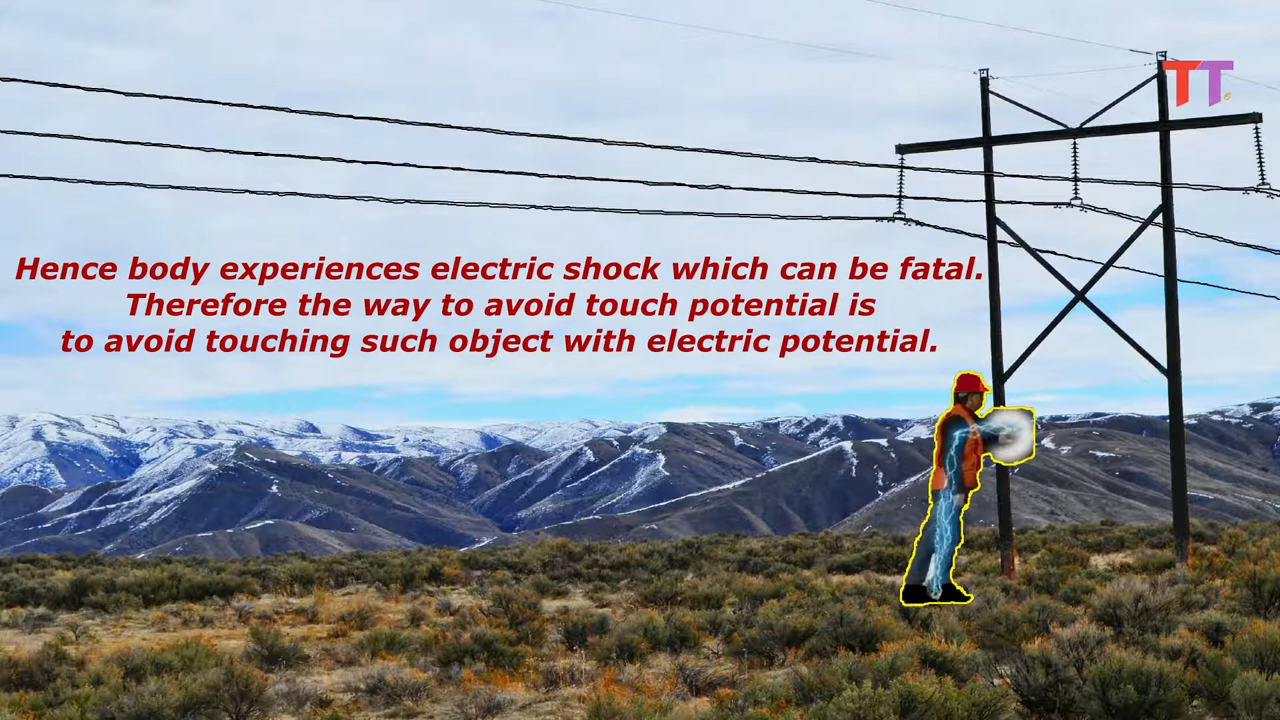 TT
Hence body experiences electric shock which can be fatal.
Therefore the way to avoid touch potential is
to avoid touching such object with electric potential.